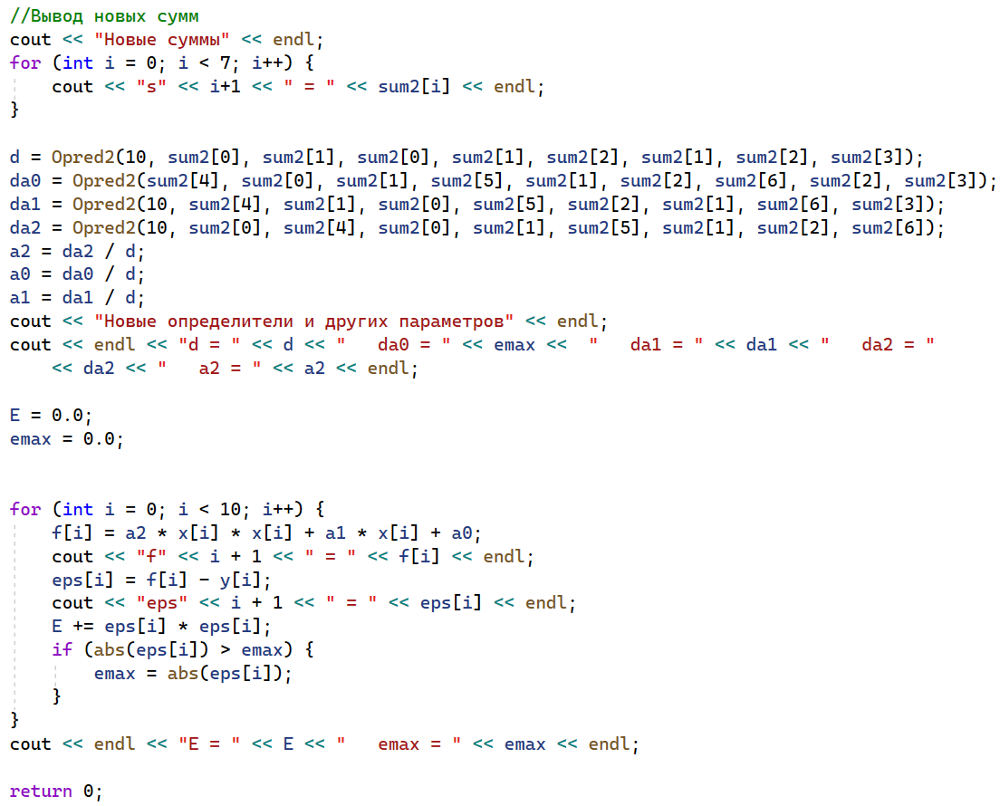 //Вывод новых сумм
cout << "Новые суммы" << endl;
for (int i = 0; i < 7; i++) {
    cout << "s" << i+1 << " = " << sum2[i] << endl;
}

d = Opred2(10, sum2[0], sum2[1], sum2[0], sum2[1], sum2[2], sum2[1], sum2[2], sum2[3]);
da0 = Opred2(sum2[4], sum2[0], sum2[1], sum2[5], sum2[1], sum2[2], sum2[6], sum2[2], sum2[3]);
da1 = Opred2(10, sum2[4], sum2[1], sum2[0], sum2[5], sum2[2], sum2[1], sum2[6], sum2[3]);
da2 = Opred2(10, sum2[0], sum2[4], sum2[0], sum2[1], sum2[5], sum2[1], sum2[2], sum2[6]);
a2 = da2 / d;
a0 = da0 / d;
a1 = da1 / d;
cout << "Новые определители и других параметров" << endl;
cout << endl << "d = " << d << "   da0 = " << emax <<  "   da1 = " << da1 << "   da2 = "
    << da2 << "   a2 = " << a2 << endl;

E = 0.0;
emax = 0.0;


for (int i = 0; i < 10; i++) {
    f[i] = a2 * x[i] * x[i] + a1 * x[i] + a0;
    cout << "f" << i + 1 << " = " << f[i] << endl;
    eps[i] = f[i] - y[i];
    cout << "eps" << i + 1 << " = " << eps[i] << endl;
    E += eps[i] * eps[i];
    if (abs(eps[i]) > emax) {
        emax = abs(eps[i]);
    }
}
cout << endl << "E = " << E << "   emax = " << emax << endl;

return 0;